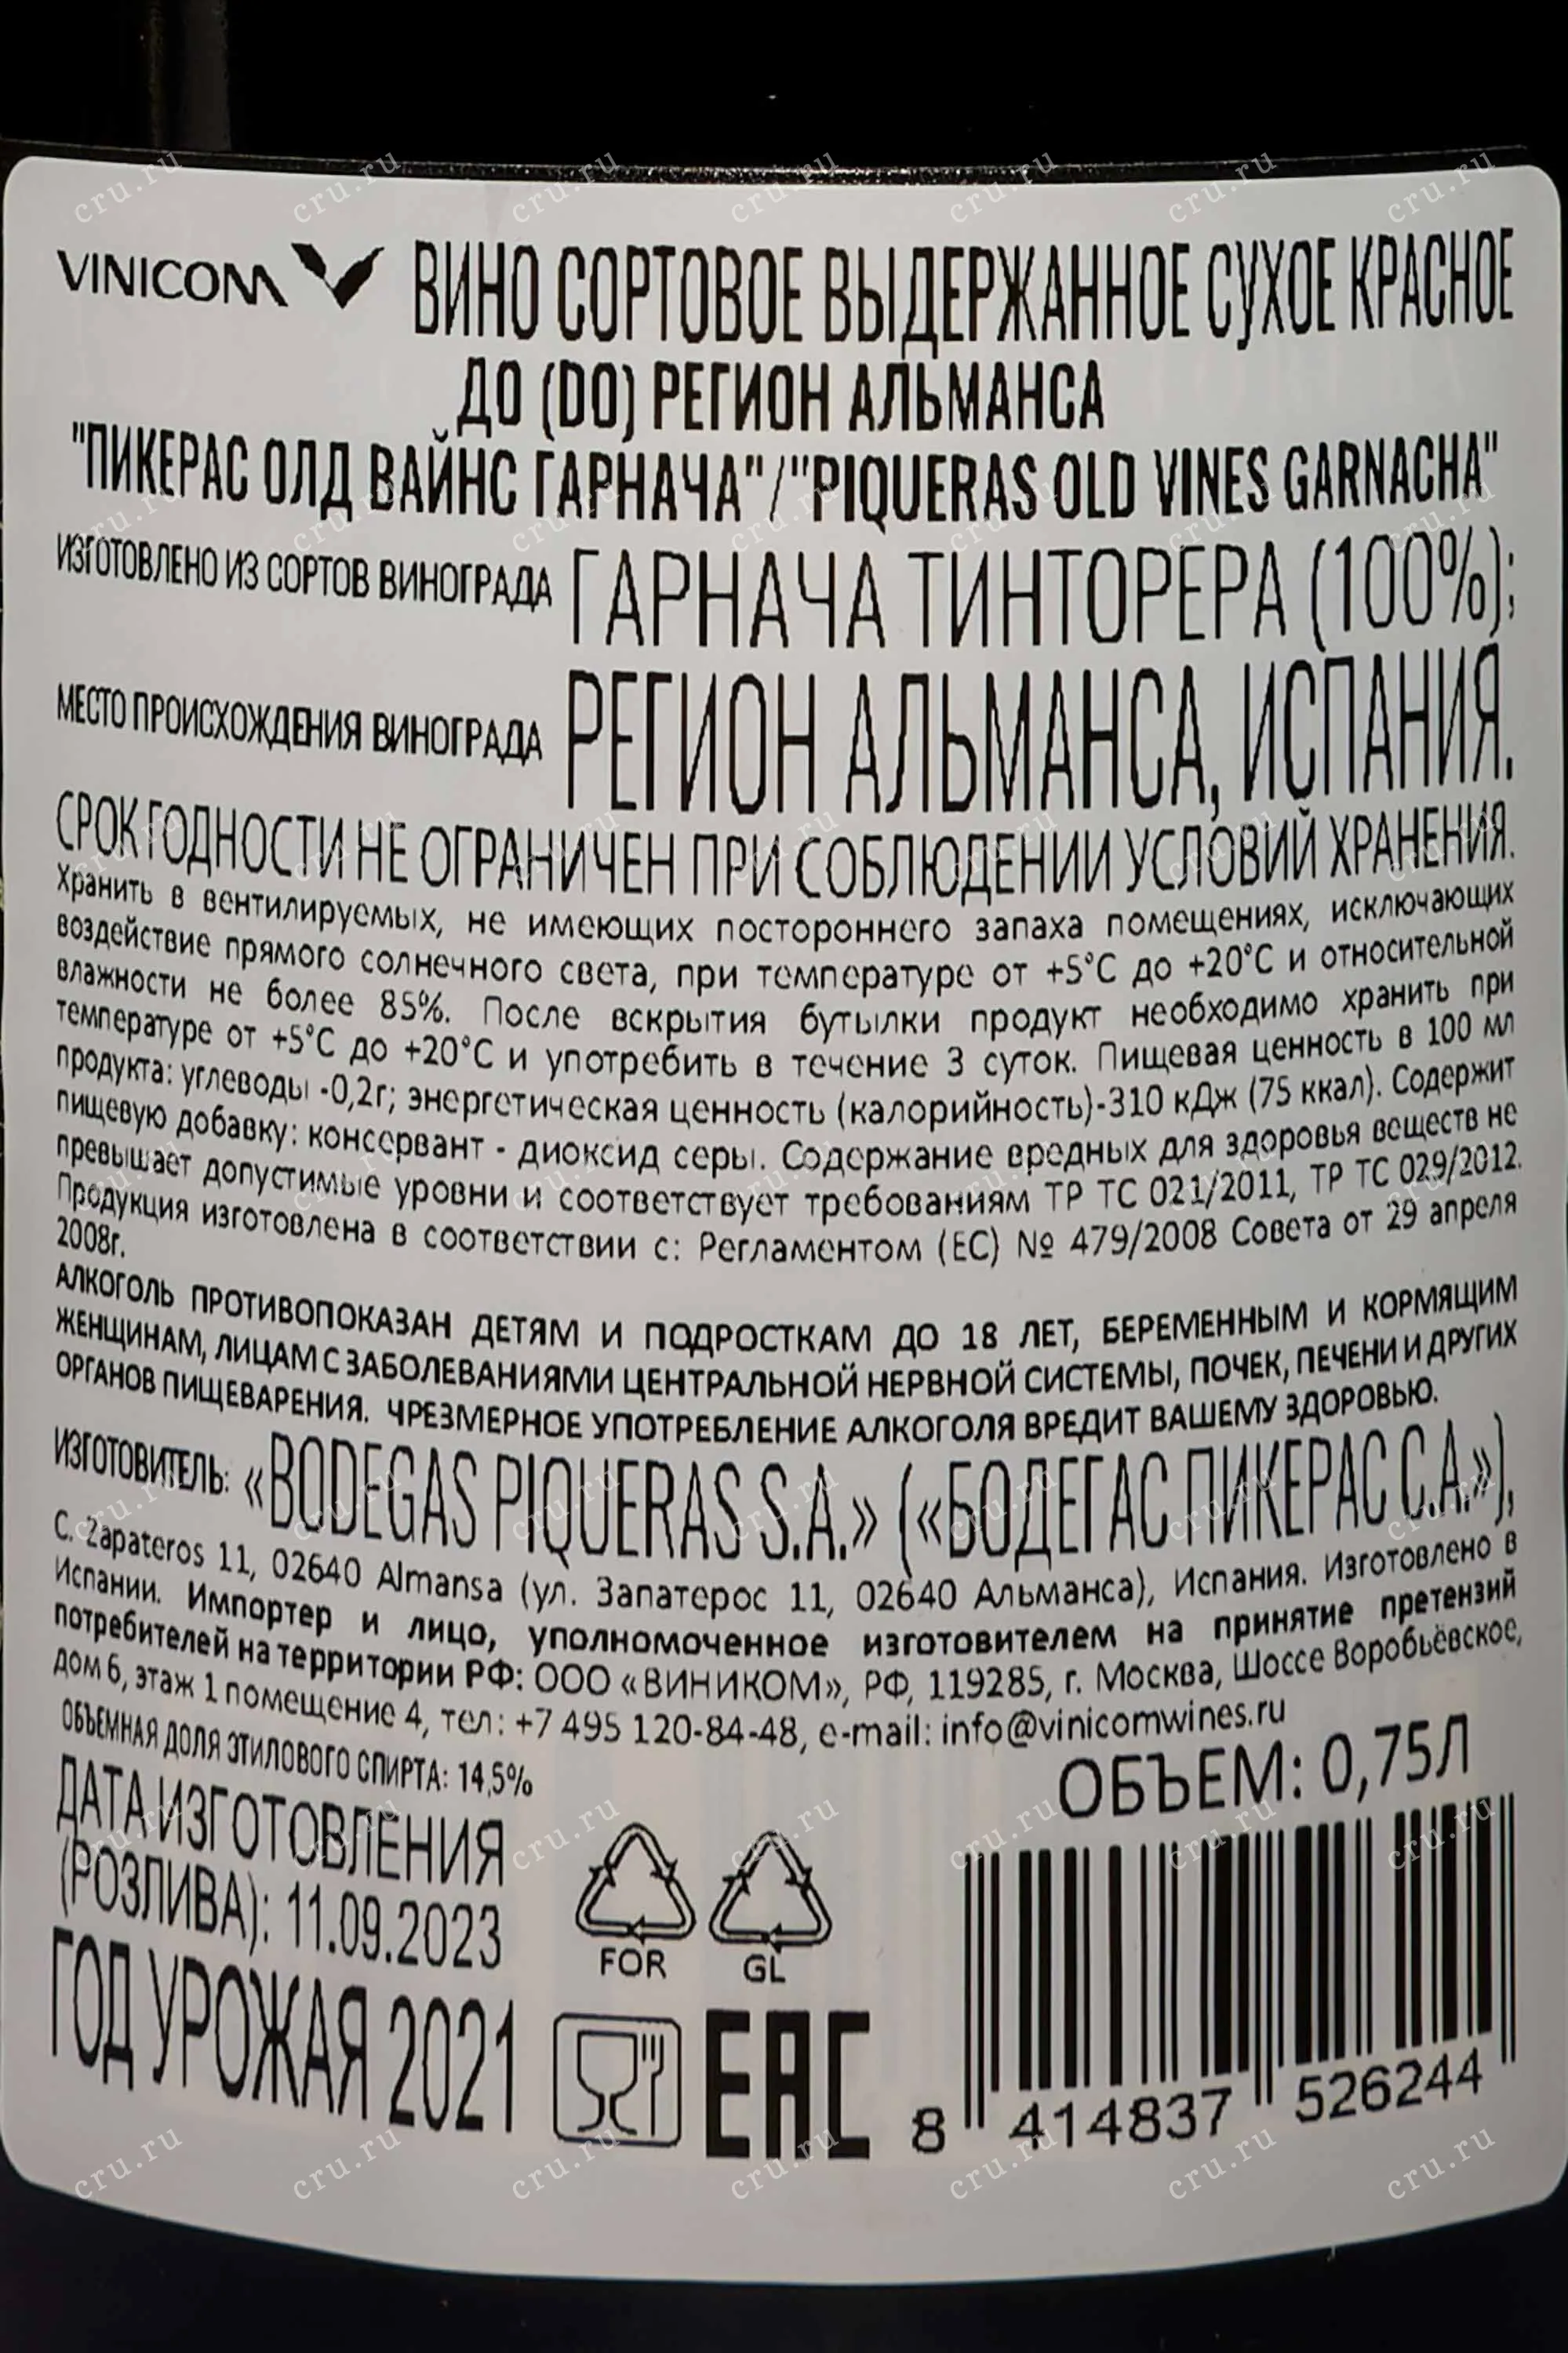 VINICOM ВИНО СОРТОВОЕ ВЫДЕРЖАННОЕ СУХОЕ КРАСНОЕ
ДО (DO) РЕГИОН АЛЬМАНСА
"ПИКЕРАС ОЛД ВАЙНС ГАРНАЧА"/"PIQUERAS OLD VINES GARNACHA"
ИЗГОТОВЛЕНО ИЗ СОРТОВ ВИНОГРАДА ГАРНАЧА ТИНТОРЕРА (100%);
МЕСТО ПРОИСХОЖДЕНИЯ ВИНОГРАДА РЕГИОН АЛЬМАНСА, ИСПАНИЯ.
СРОК ГОДНОСТИ НЕ ОГРАНИЧЕН ПРИ СОБЛЮДЕНИИ УСЛОВИЙ ХРАНЕНИЯ.
Хранить в вентилируемых, не имеющих постороннего запаха помещениях, исключающих
воздействие прямого солнечного света, при температуре от +5°C до +20°C и относительной
влажности не более 85%. После вскрытия бутылки продукт необходимо хранить при
температуре от +5°C до +20°C и употребить в течение 3 суток. Пищевая ценность в 100 мл
продукта: углеводы -0,2г; энергетическая ценность (калорийность)-310 кДж (75 ккал). Содержит
пищевую добавку: консервант - диоксид серы. Содержание вредных для здоровья веществ не
превышает допустимые уровни и соответствует требованиям ТР ТС 021/2011, ТР ТС 029/2012.
Продукция изготовлена в соответствии с: Регламентом (ЕС) № 479/2008 Совета от 29 апреля
2008г.
АЛКОГОЛЬ ПРОТИВОПОКАЗАН ДЕТЯМ И ПОДРОСТКАМ ДО 18 ЛЕТ, БЕРЕМЕННЫМ И КОРМЯЩИМ
ЖЕНЩИНАМ, ЛИЦАМ С ЗАБОЛЕВАНИЯМИ ЦЕНТРАЛЬНОЙ НЕРВНОЙ СИСТЕМЫ, ПОЧЕК, ПЕЧЕНИ И ДРУГИХ
ОРГАНОВ ПИЩЕВАРЕНИЯ. ЧРЕЗМЕРНОЕ УПОТРЕБЛЕНИЕ АЛКОГОЛЯ ВРЕДИТ ВАШЕМУ ЗДОРОВЬЮ.
ИЗГОТОВИТЕЛЬ: «BODEGAS PIQUERAS S.A.» («БОДЕГАС ПИКЕРАС С.А.»),
C. Zapateros 11, 02640 Almansa (ул. Запатерос 11, 02640 Альманса), Испания. Изготовлено в
Испании. Импортер и лицо, уполномоченное изготовителем на принятие претензий
потребителей на территории РФ: ООО «ВИНИКОМ», РФ, 119285, г. Москва, Шоссе Воробьёвское,
дом 6, этаж 1 помещение 4, тел: +7 495 120-84-48, e-mail: info@vinicomwines.ru
ОБЪЕМНАЯ ДОЛЯ ЭТИЛОВОГО СПИРТА: 14,5%
ОБЪЕМ: 0,75Л
ДАТА ИЗГОТОВЛЕНИЯ
(РОЗЛИВА): 11.09.2023
ГОД УРОЖАЯ 2021
FOR GL
EAC
8 414837 526244
cru.ru